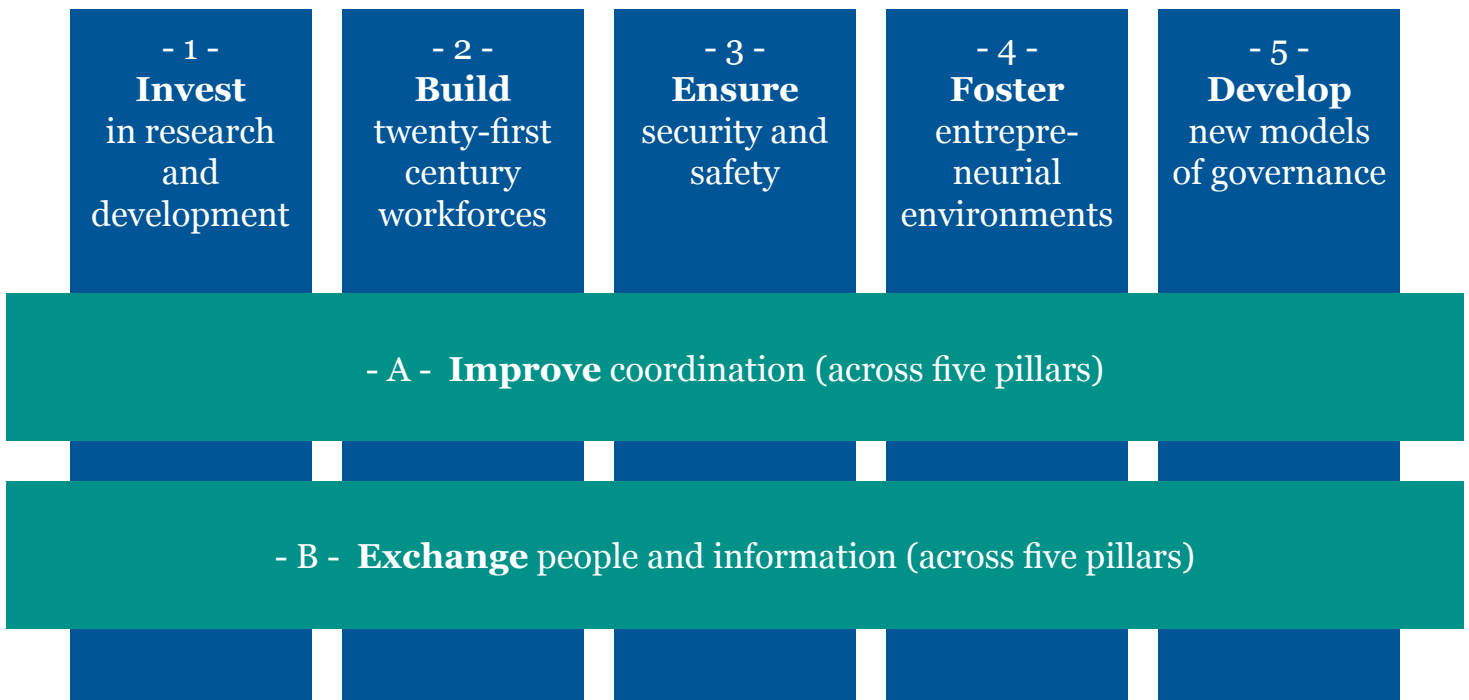 - 1 -
Invest
in research
and
development
- 2 -
Build
twenty-first
century
workforces
- 3 -
Ensure
security and
safety
- 4 -
Foster
entrepre-
neurial
environments
- 5 -
Develop
new models
of governance
- A - Improve coordination (across five pillars)
- B - Exchange people and information (across five pillars)